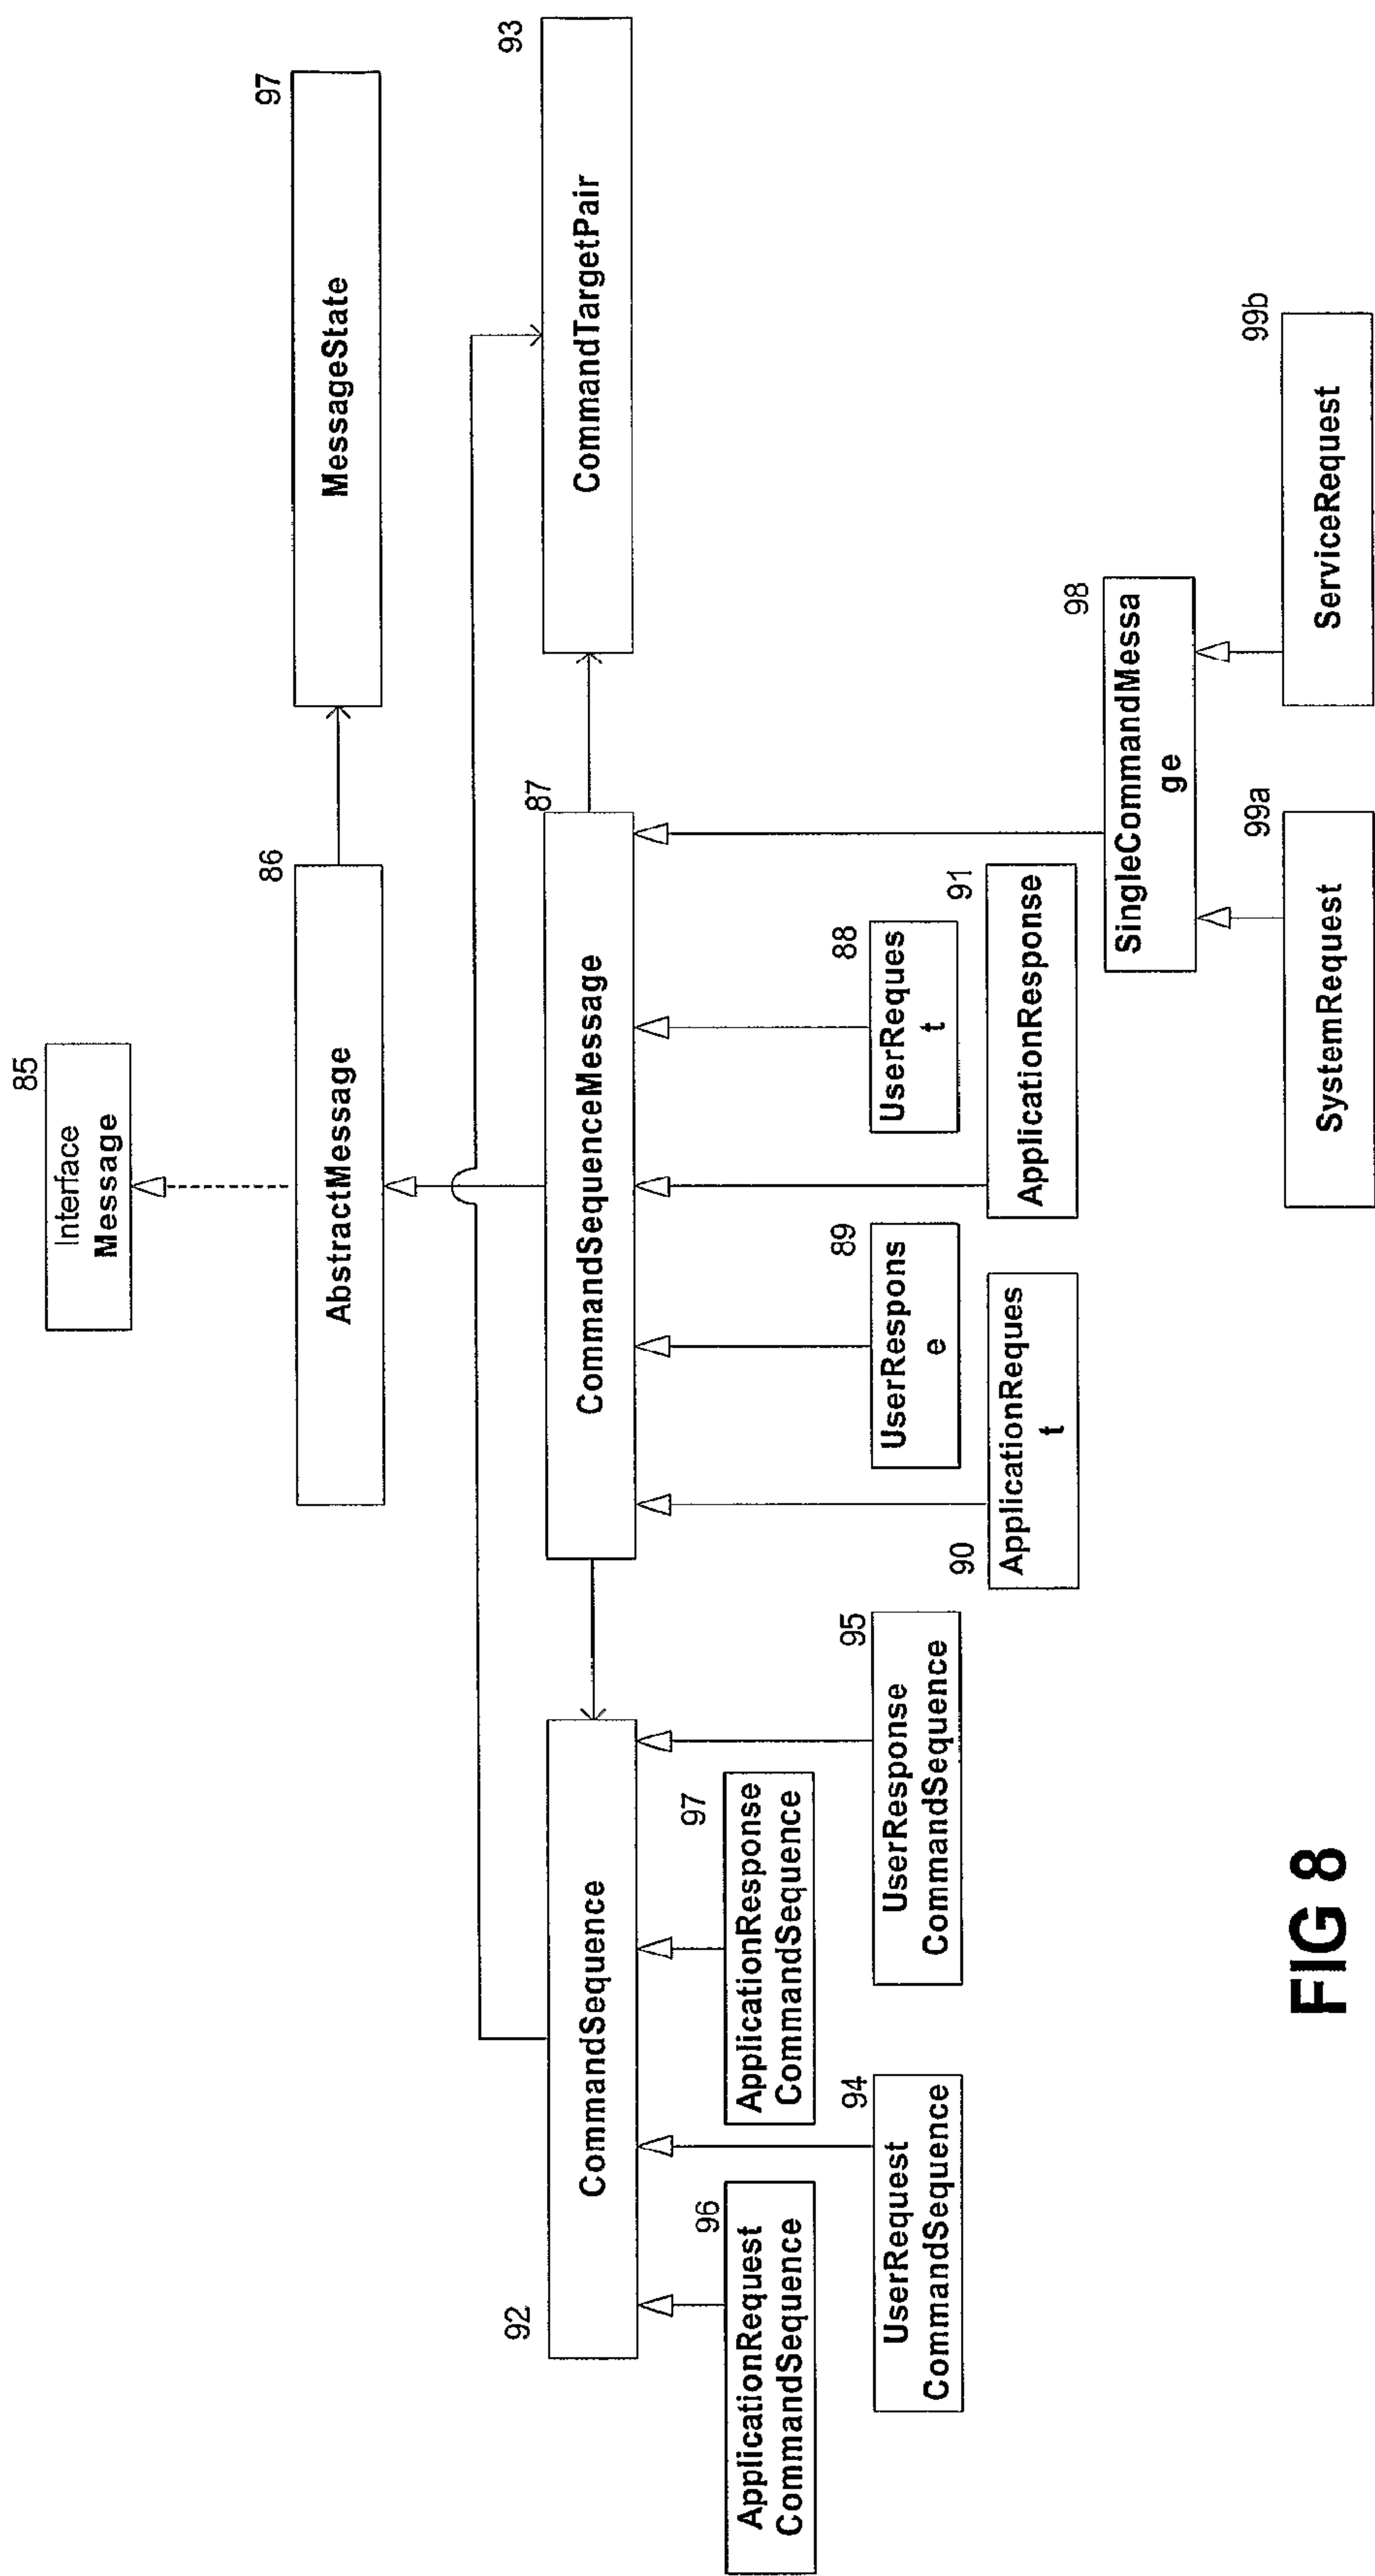 85
Interface
Message
86
AbstractMessage
97
MessageState
92
CommandSequence
87
CommandSequenceMessage
93
CommandTargetPair
96
ApplicationRequest
CommandSequence
97
ApplicationResponse
CommandSequence
94
UserRequest
CommandSequence
95
UserResponse
CommandSequence
89
UserRespons
e
88
UserReques
t
90
ApplicationReques
t
91
ApplicationResponse
98
SingleCommandMessa
ge
99a
SystemRequest
99b
ServiceRequest
FIG 8